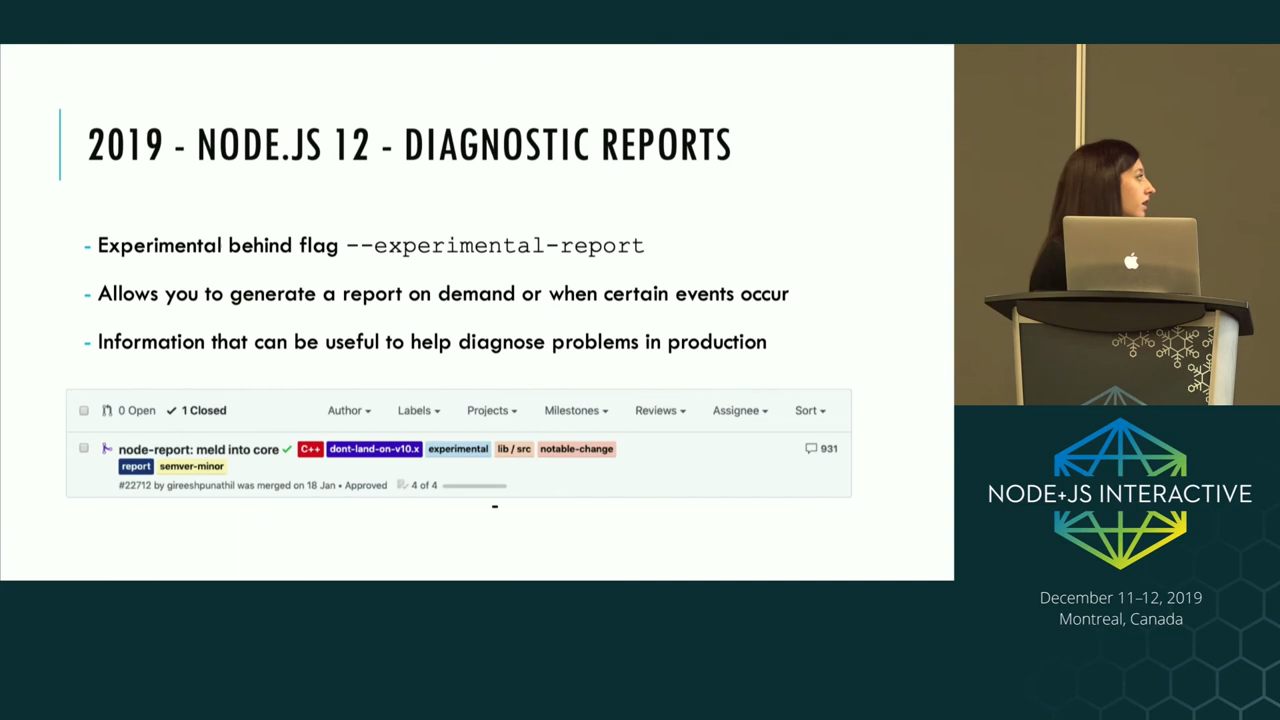 2019 - NODE.JS 12 - DIAGNOSTIC REPORTS
- Experimental behind flag --experimental-report
- Allows you to generate a report on demand or when certain events occur
- Information that can be useful to help diagnose problems in production
0 Open ✓ 1 Closed Author Labels Projects Milestones Reviews Assignee Sort
node-report: meld into core ✓ C++ dont-land-on-v10.x experimental lib / src notable-change 931
report semver-minor
#22712 by gireeshpunathil was merged on 18 Jan • Approved 4 of 4
-
NODE+JS INTERACTIVE
December 11–12, 2019
Montreal, Canada